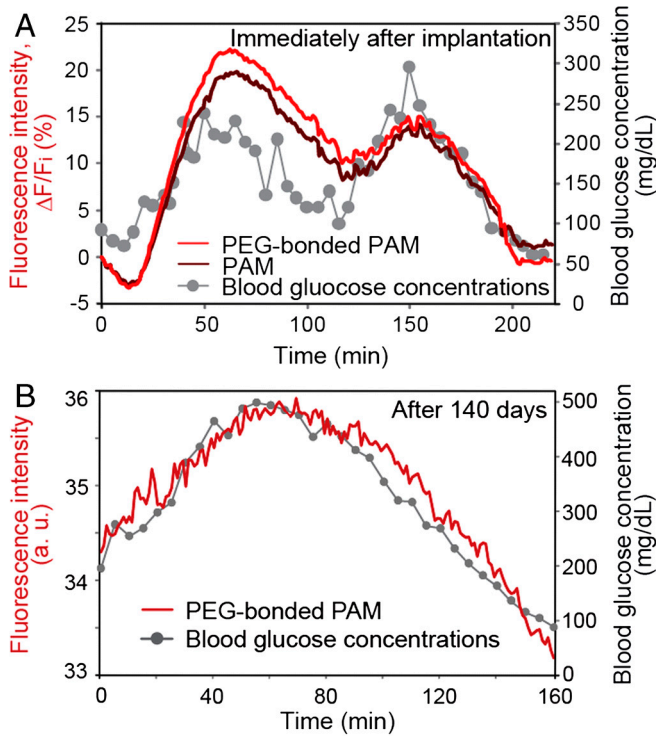 A
Immediately after implantation
Fluorescence intensity,
ΔF/Fi (%)
25
20
15
10
5
0
−5
350
300
250
200
150
100
50
0
Blood glucose concentration
(mg/dL)
PEG-bonded PAM
PAM
Blood gluocose concentrations
0
50
100
150
200
Time (min)
B
After 140 days
Fluorescence intensity
(a. u.)
36
35
34
33
500
400
300
200
100
0
Blood glucose concentration
(mg/dL)
PEG-bonded PAM
Blood glucose concentrations
0
40
80
120
160
Time (min)